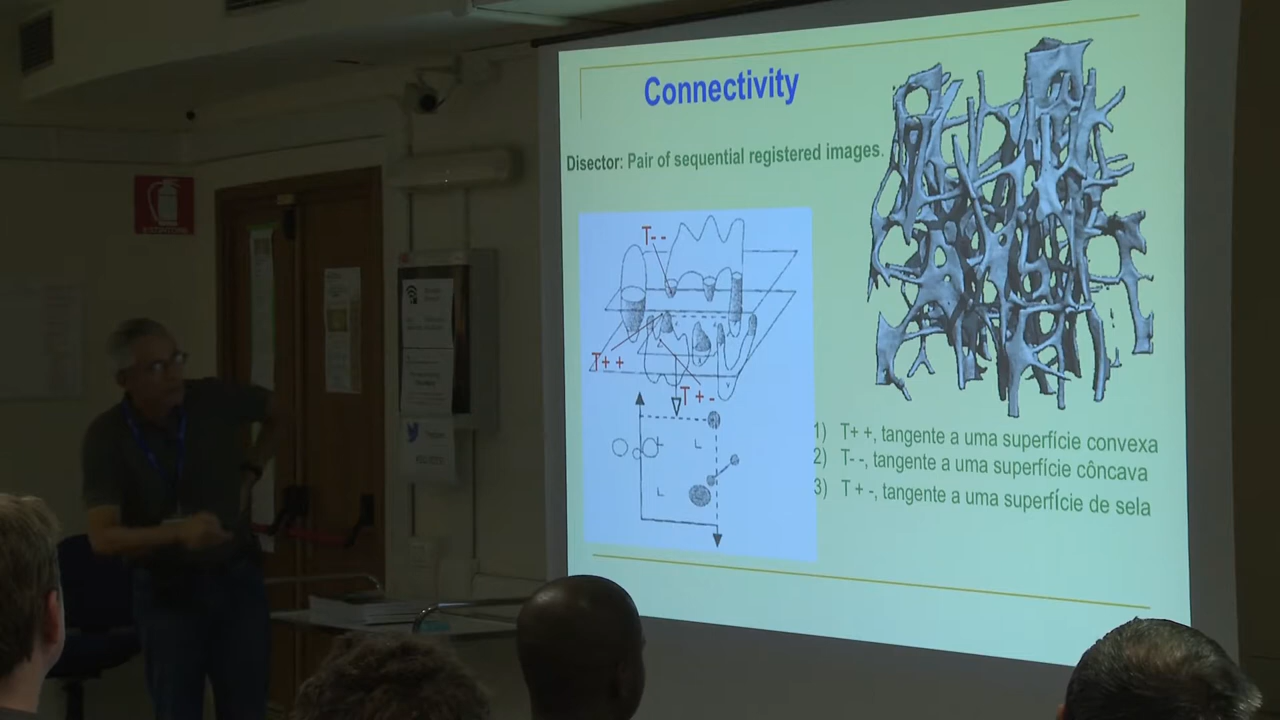 Connectivity
Disector: Pair of sequential registered images.
T- -
T+ +
T + -
1) T+ +, tangente a uma superfície convexa
2) T- -, tangente a uma superfície côncava
3) T + -, tangente a uma superfície de sela
ESTINTORE